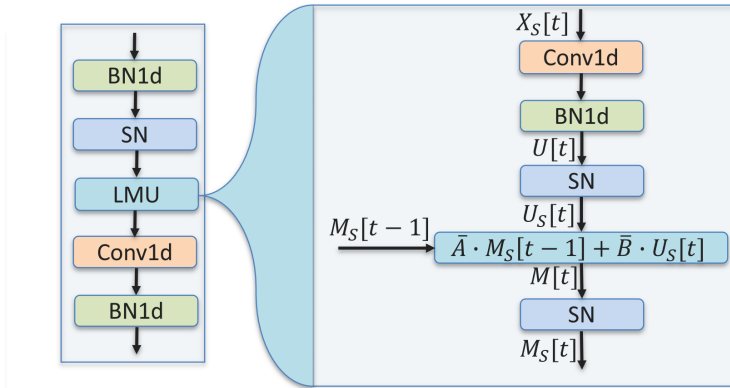 BN1d
SN
LMU
Conv1d
BN1d
X_S[t]
Conv1d
BN1d
U[t]
SN
U_S[t]
M_S[t − 1]
Ā · M_S[t − 1] + B̄ · U_S[t]
M[t]
SN
M_S[t]